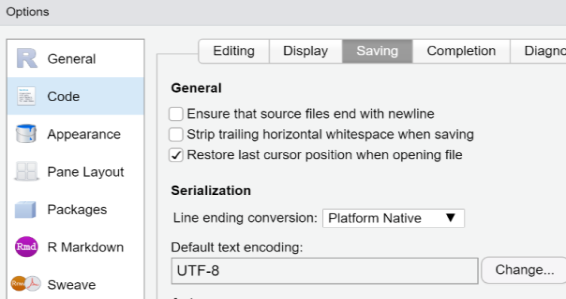 Options
General
Code
Appearance
Pane Layout
Packages
Rmd R Markdown
Sweave
Editing Display Saving Completion Diagno
General
Ensure that source files end with newline
Strip trailing horizontal whitespace when saving
Restore last cursor position when opening file
Serialization
Line ending conversion: Platform Native
Default text encoding:
UTF-8 Change...